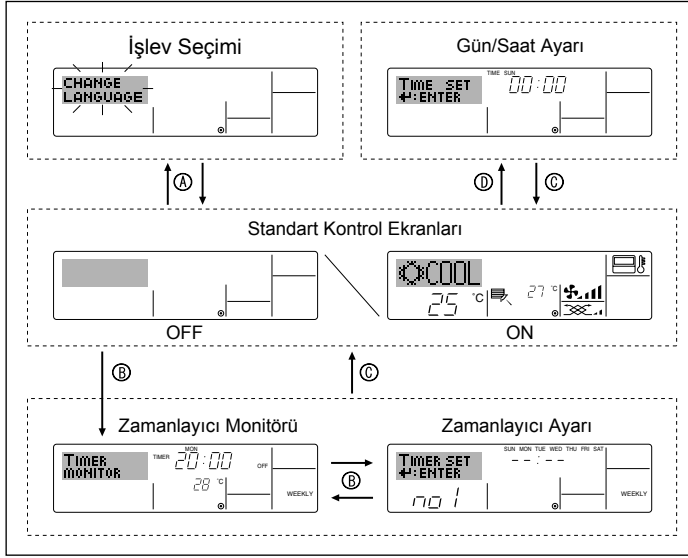 İşlev Seçimi
CHANGE
LANGUAGE
Gün/Saat Ayarı
TIME SUN
TIME SET 00:00
↵:ENTER
Ⓐ
Ⓓ Ⓒ
Standart Kontrol Ekranları
COOL
25 °C 27 °C
OFF ON
Ⓑ Ⓒ
Zamanlayıcı Monitörü
MON
TIMER MONITOR TIMER 20:00 OFF
28 °C
WEEKLY
Ⓑ
Zamanlayıcı Ayarı
SUN MON TUE WED THU FRI SAT
TIMER SET --:--
↵:ENTER
WEEKLY
no 1